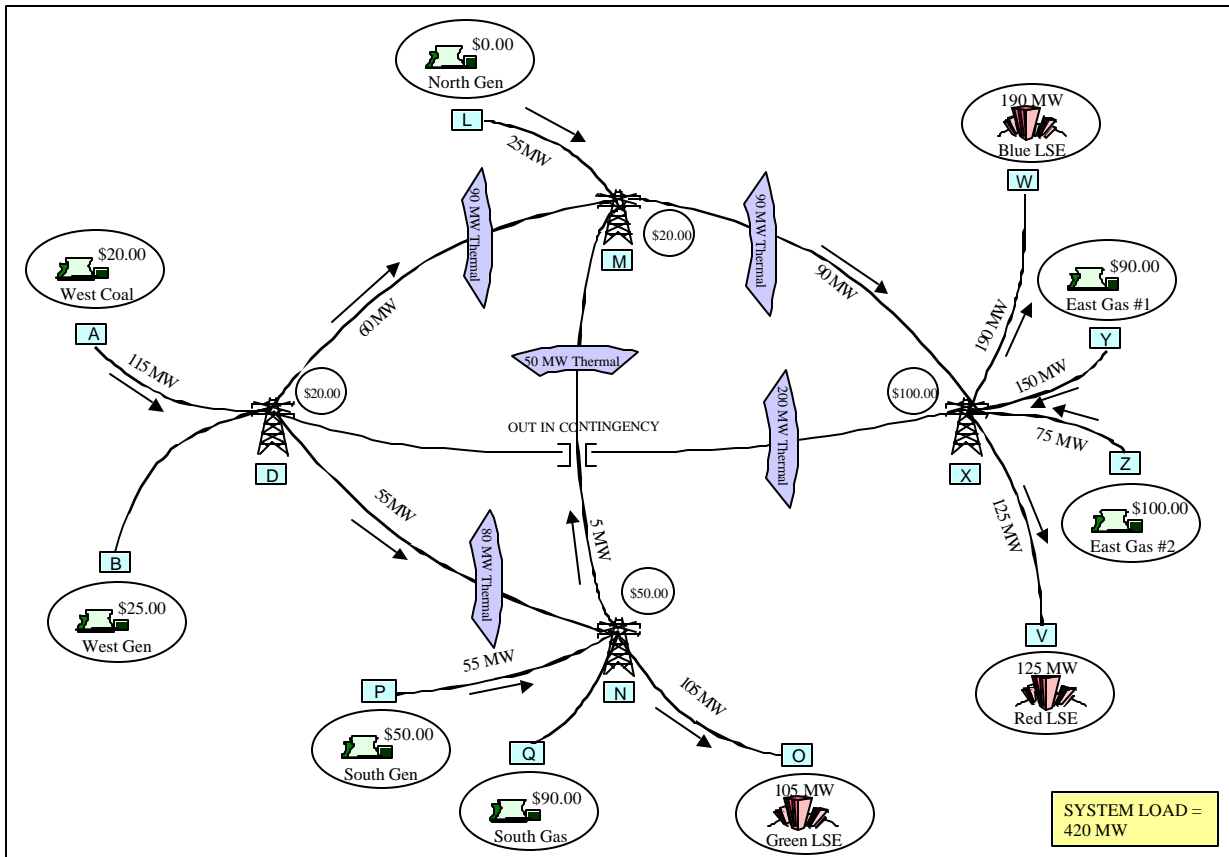 $0.00
North Gen
L
25 MW
190 MW
Blue LSE
W
90 MW Thermal
90 MW Thermal
$20.00
M
$20.00
West Coal
A
$90.00
East Gas #1
Y
60 MW
90 MW
190 MW
115 MW
50 MW Thermal
150 MW
$20.00
$100.00
200 MW Thermal
OUT IN CONTINGENCY
75 MW
Z
D
X
55 MW
125 MW
$100.00
East Gas #2
5 MW
80 MW Thermal
B
$25.00
West Gen
$50.00
V
125 MW
Red LSE
55 MW
P
N
105 MW
$50.00
South Gen
Q
O
$90.00
South Gas
105 MW
Green LSE
SYSTEM LOAD =
420 MW